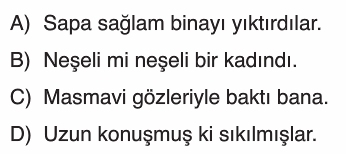 A) Sapa sağlam binayı yıktırdılar.
B) Neşeli mi neşeli bir kadındı.
C) Masmavi gözleriyle baktı bana.
D) Uzun konuşmuş ki sıkılmışlar.